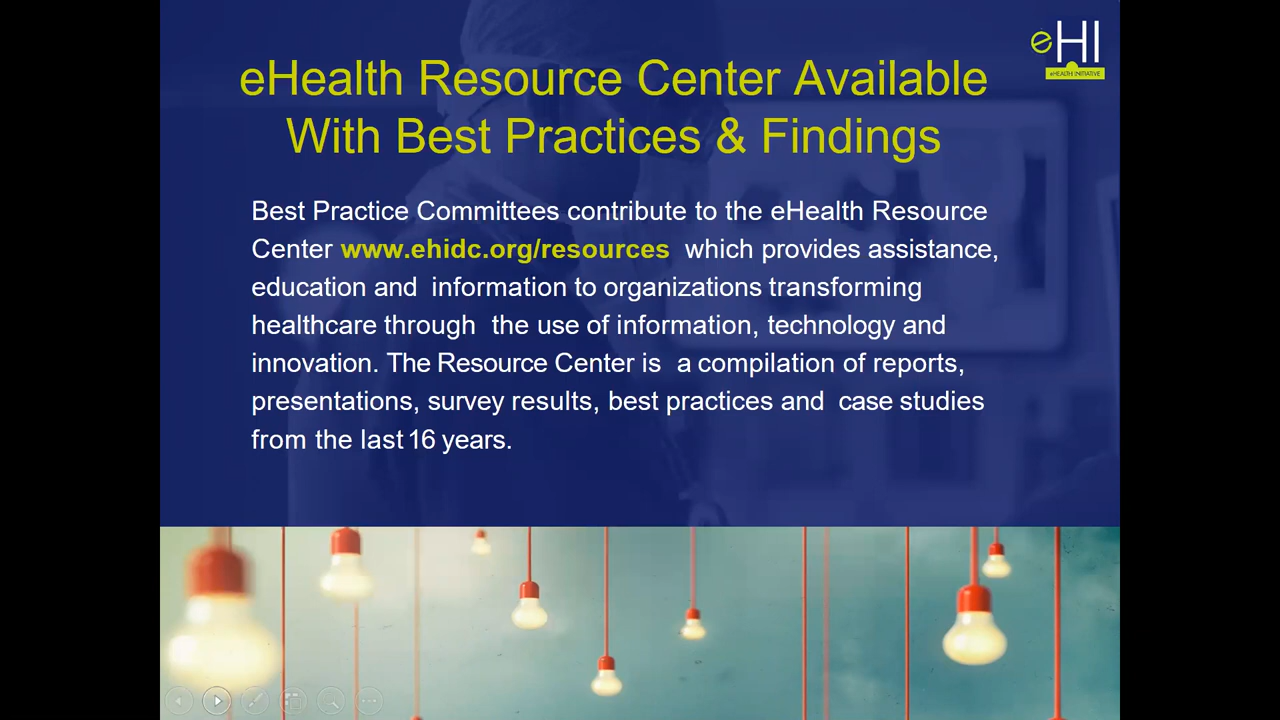 eHI
eHEALTH INITIATIVE
eHealth Resource Center Available
With Best Practices & Findings
Best Practice Committees contribute to the eHealth Resource
Center www.ehidc.org/resources which provides assistance,
education and information to organizations transforming
healthcare through the use of information, technology and
innovation. The Resource Center is a compilation of reports,
presentations, survey results, best practices and case studies
from the last 16 years.